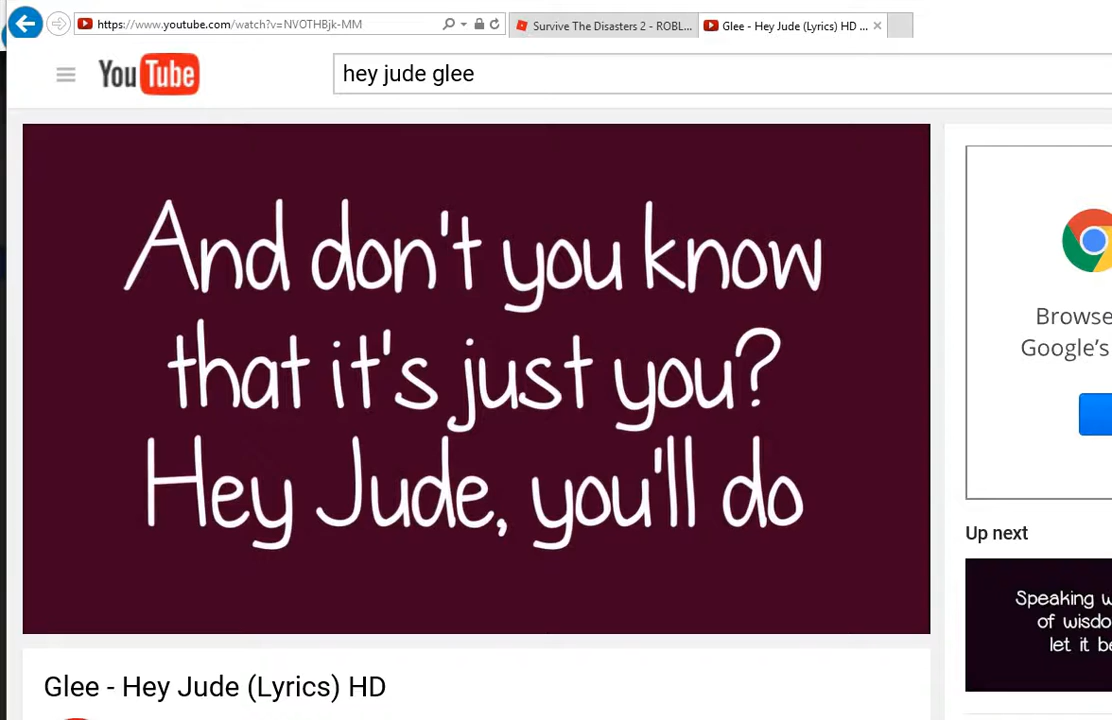 https://www.youtube.com/watch?v=NVOTHBjk-MM
Survive The Disasters 2 - ROBL...
Glee - Hey Jude (Lyrics) HD ...
YouTube
hey jude glee
And don't you know
that it's just you?
Hey Jude, you'll do
Browse
Google's
Up next
Speaking w
of wisdo
let it be
Glee - Hey Jude (Lyrics) HD